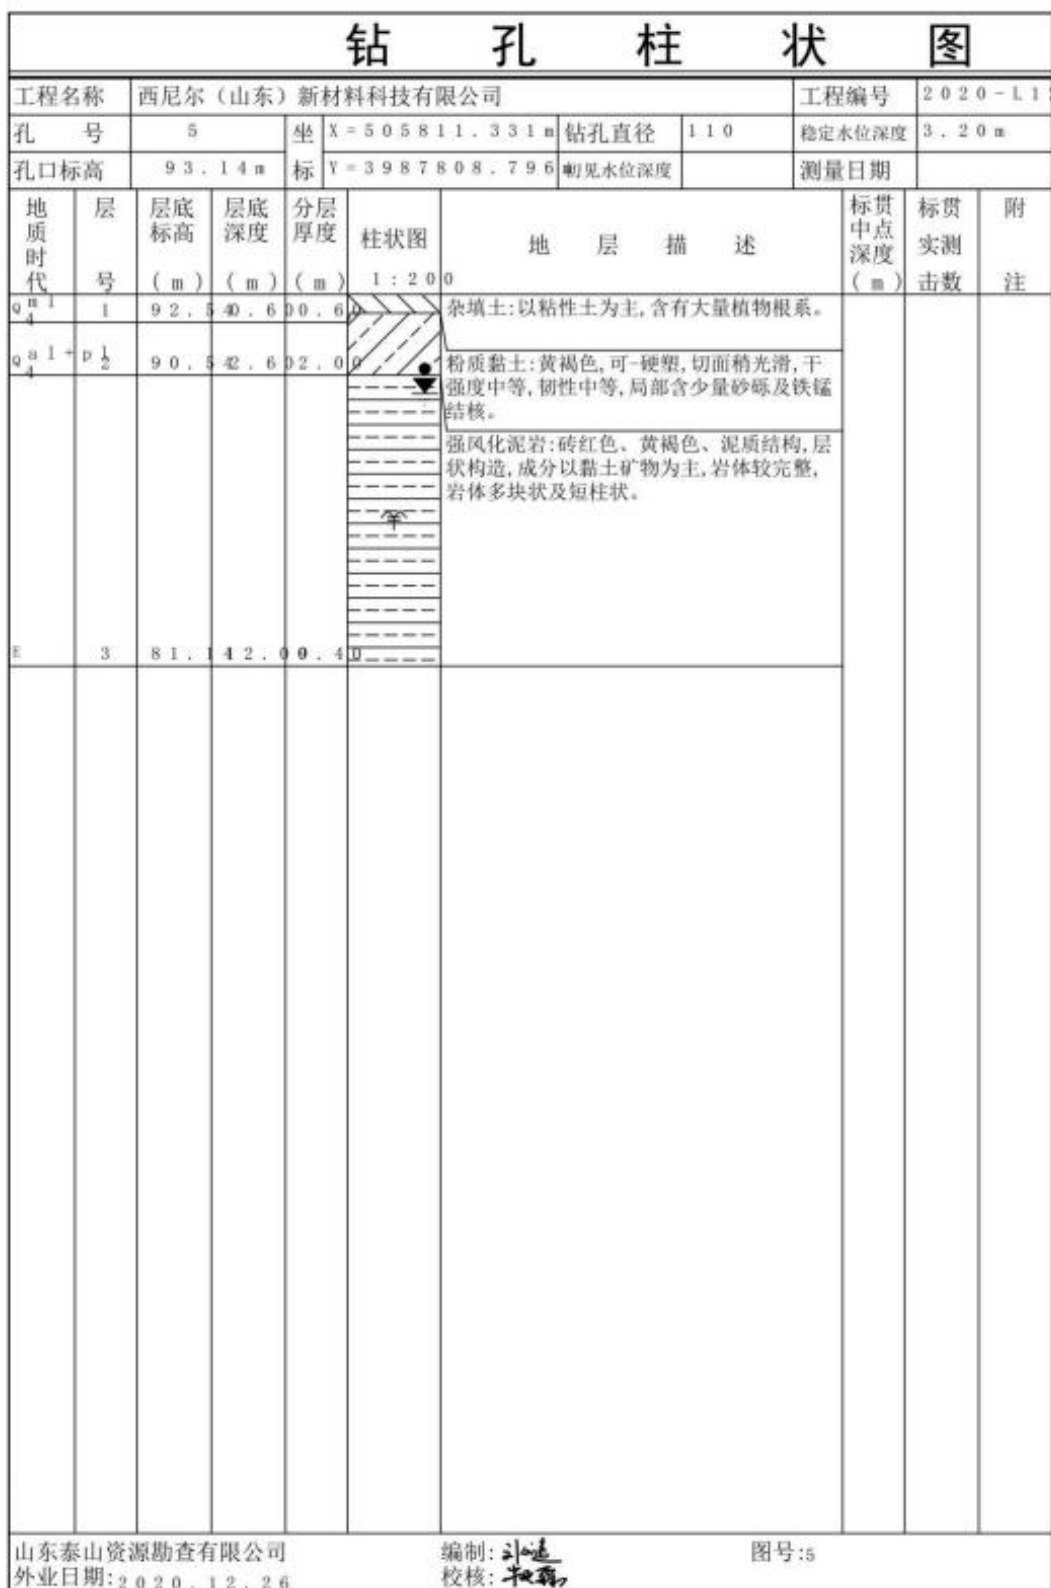 钻 孔 柱 状 图
工程名称 西尼尔（山东）新材料科技有限公司 工程编号 2020-L1
孔 号 5 坐 X=505811.331m 钻孔直径 110 稳定水位深度 3.20m
孔口标高 93.14m 标 Y=3987808.796 初见水位深度 测量日期
地质时代 层号 层底标高(m) 层底深度(m) 分层厚度(m) 柱状图 1:200 地 层 描 述 标贯中点深度(m) 标贯实测击数 附注
Q4ml 1 92.54 0.60 0.60 杂填土:以粘性土为主,含有大量植物根系。
Q4al+pl 2 90.54 2.60 2.00 粉质黏土:黄褐色,可-硬塑,切面稍光滑,干
强度中等,韧性中等,局部含少量砂砾及铁锰
结核。
强风化泥岩:砖红色、黄褐色、泥质结构,层
状构造,成分以黏土矿物为主,岩体较完整,
岩体多块状及短柱状。
E 3 81.14 12.00 9.40
山东泰山资源勘查有限公司 编制: 图号:5
外业日期:2020.12.26 校核: